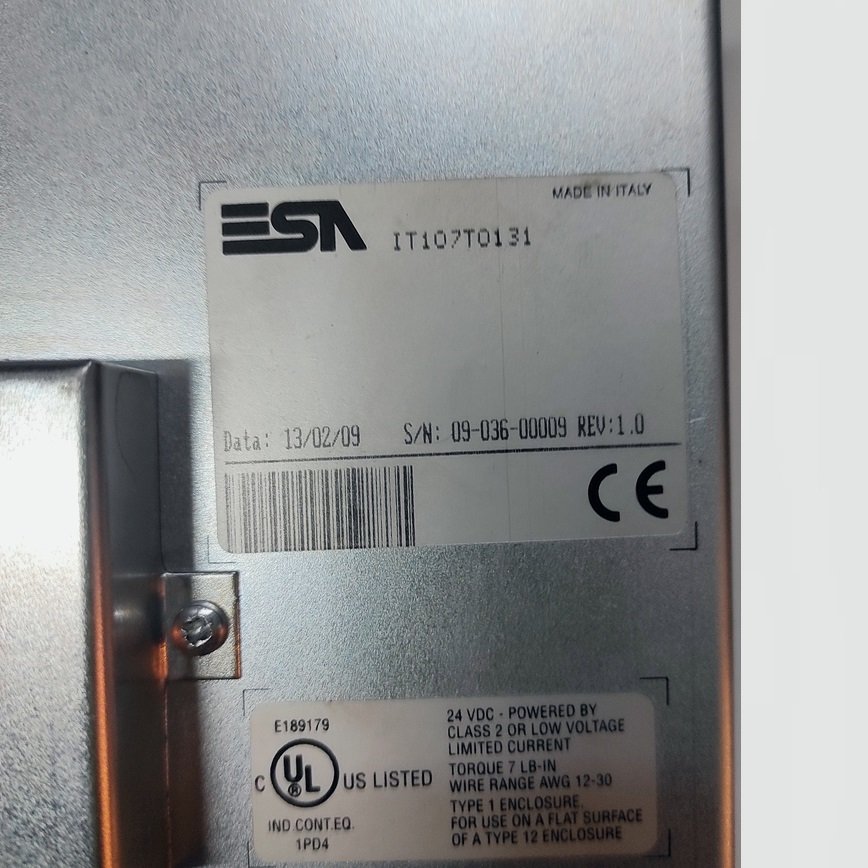 MADE IN ITALY
ESA IT107T0131
Data: 13/02/09 S/N: 09-036-00009 REV:1.0
CE
E189179
C UL ® US LISTED
IND.CONT.EQ.
1PD4
24 VDC - POWERED BY
CLASS 2 OR LOW VOLTAGE
LIMITED CURRENT
TORQUE 7 LB-IN
WIRE RANGE AWG 12-30
TYPE 1 ENCLOSURE.
FOR USE ON A FLAT SURFACE
OF A TYPE 12 ENCLOSURE